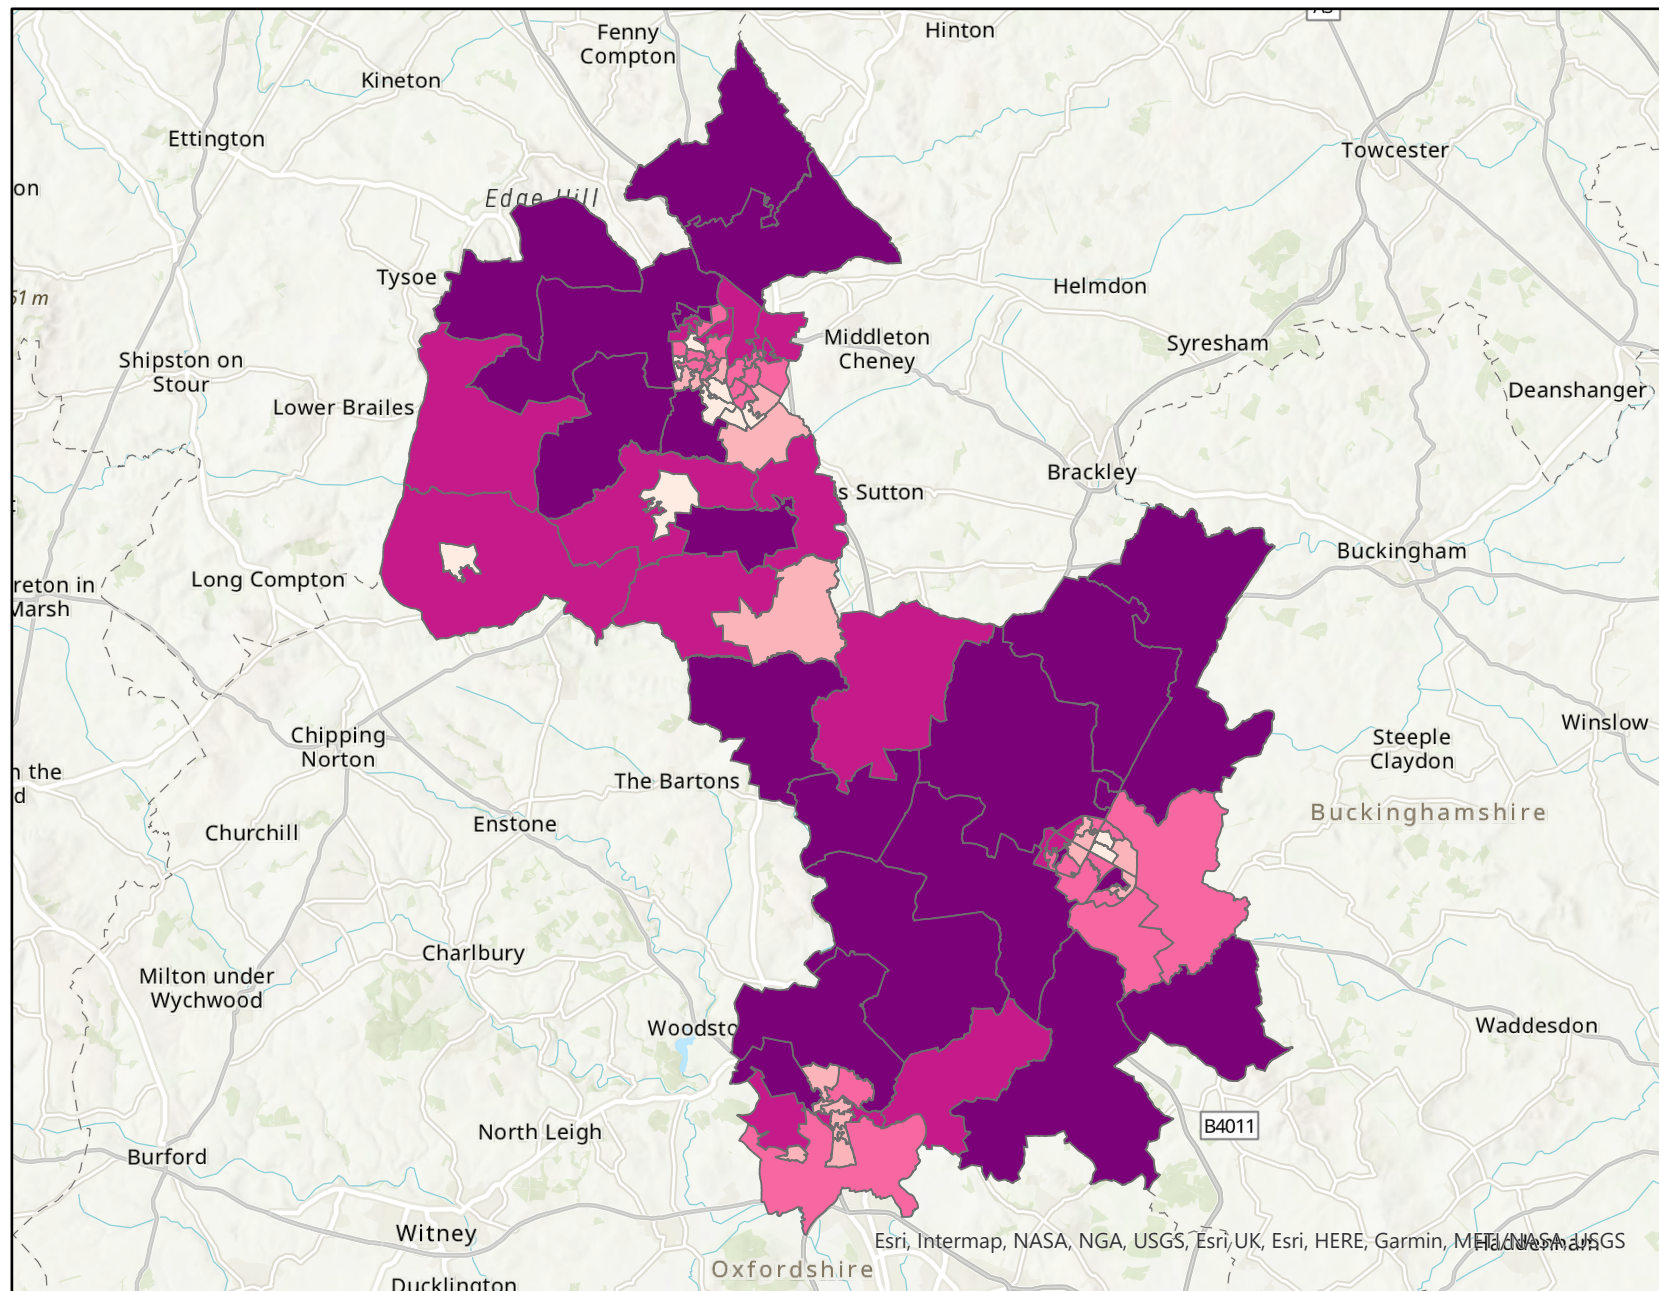 A5
Fenny
Compton
Hinton
Kineton
Ettington
Towcester
on
Edge Hill
Tysoe
Helmdon
51 m
Middleton
Cheney
Syresham
Shipston on
Stour
Deanshanger
Lower Brailes
Brackley
s Sutton
Buckingham
Long Compton
reton in
Marsh
Winslow
Chipping
Norton
Steeple
Claydon
n the
d
The Bartons
Buckinghamshire
Churchill
Enstone
Charlbury
Milton under
Wychwood
Woodsto
Waddesdon
North Leigh
B4011
Burford
Witney
Esri, Intermap, NASA, NGA, USGS, Esri UK, Esri, HERE, Garmin, METI/NASA, USGS
Haddenham
Oxfordshire
Ducklington